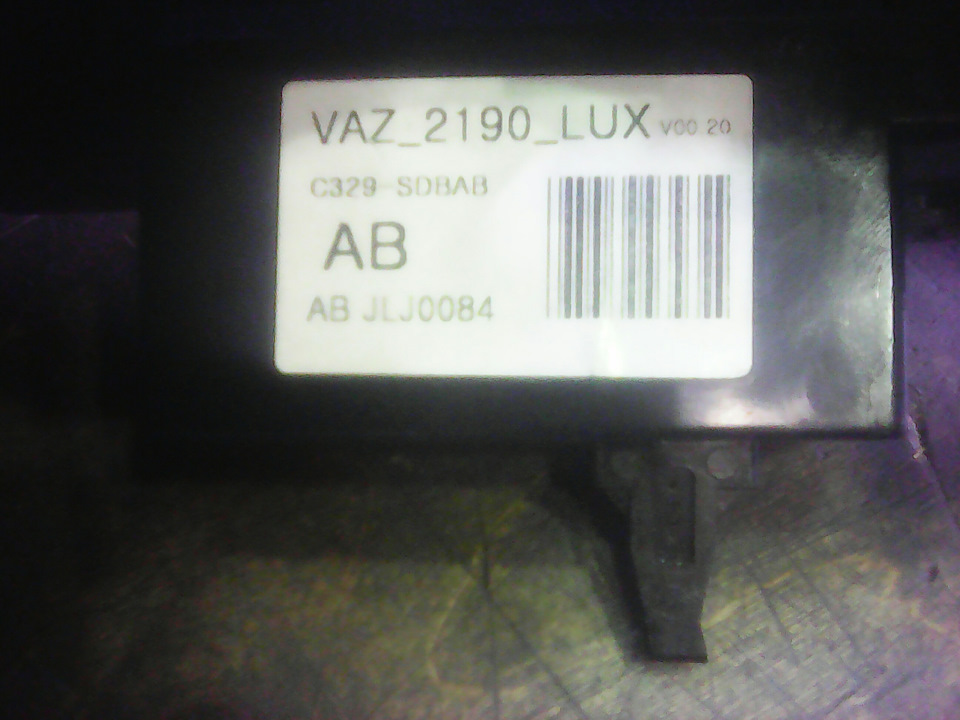 VAZ_2190_LUX V00.20
C329-SDBAB
AB
AB JLJ0084